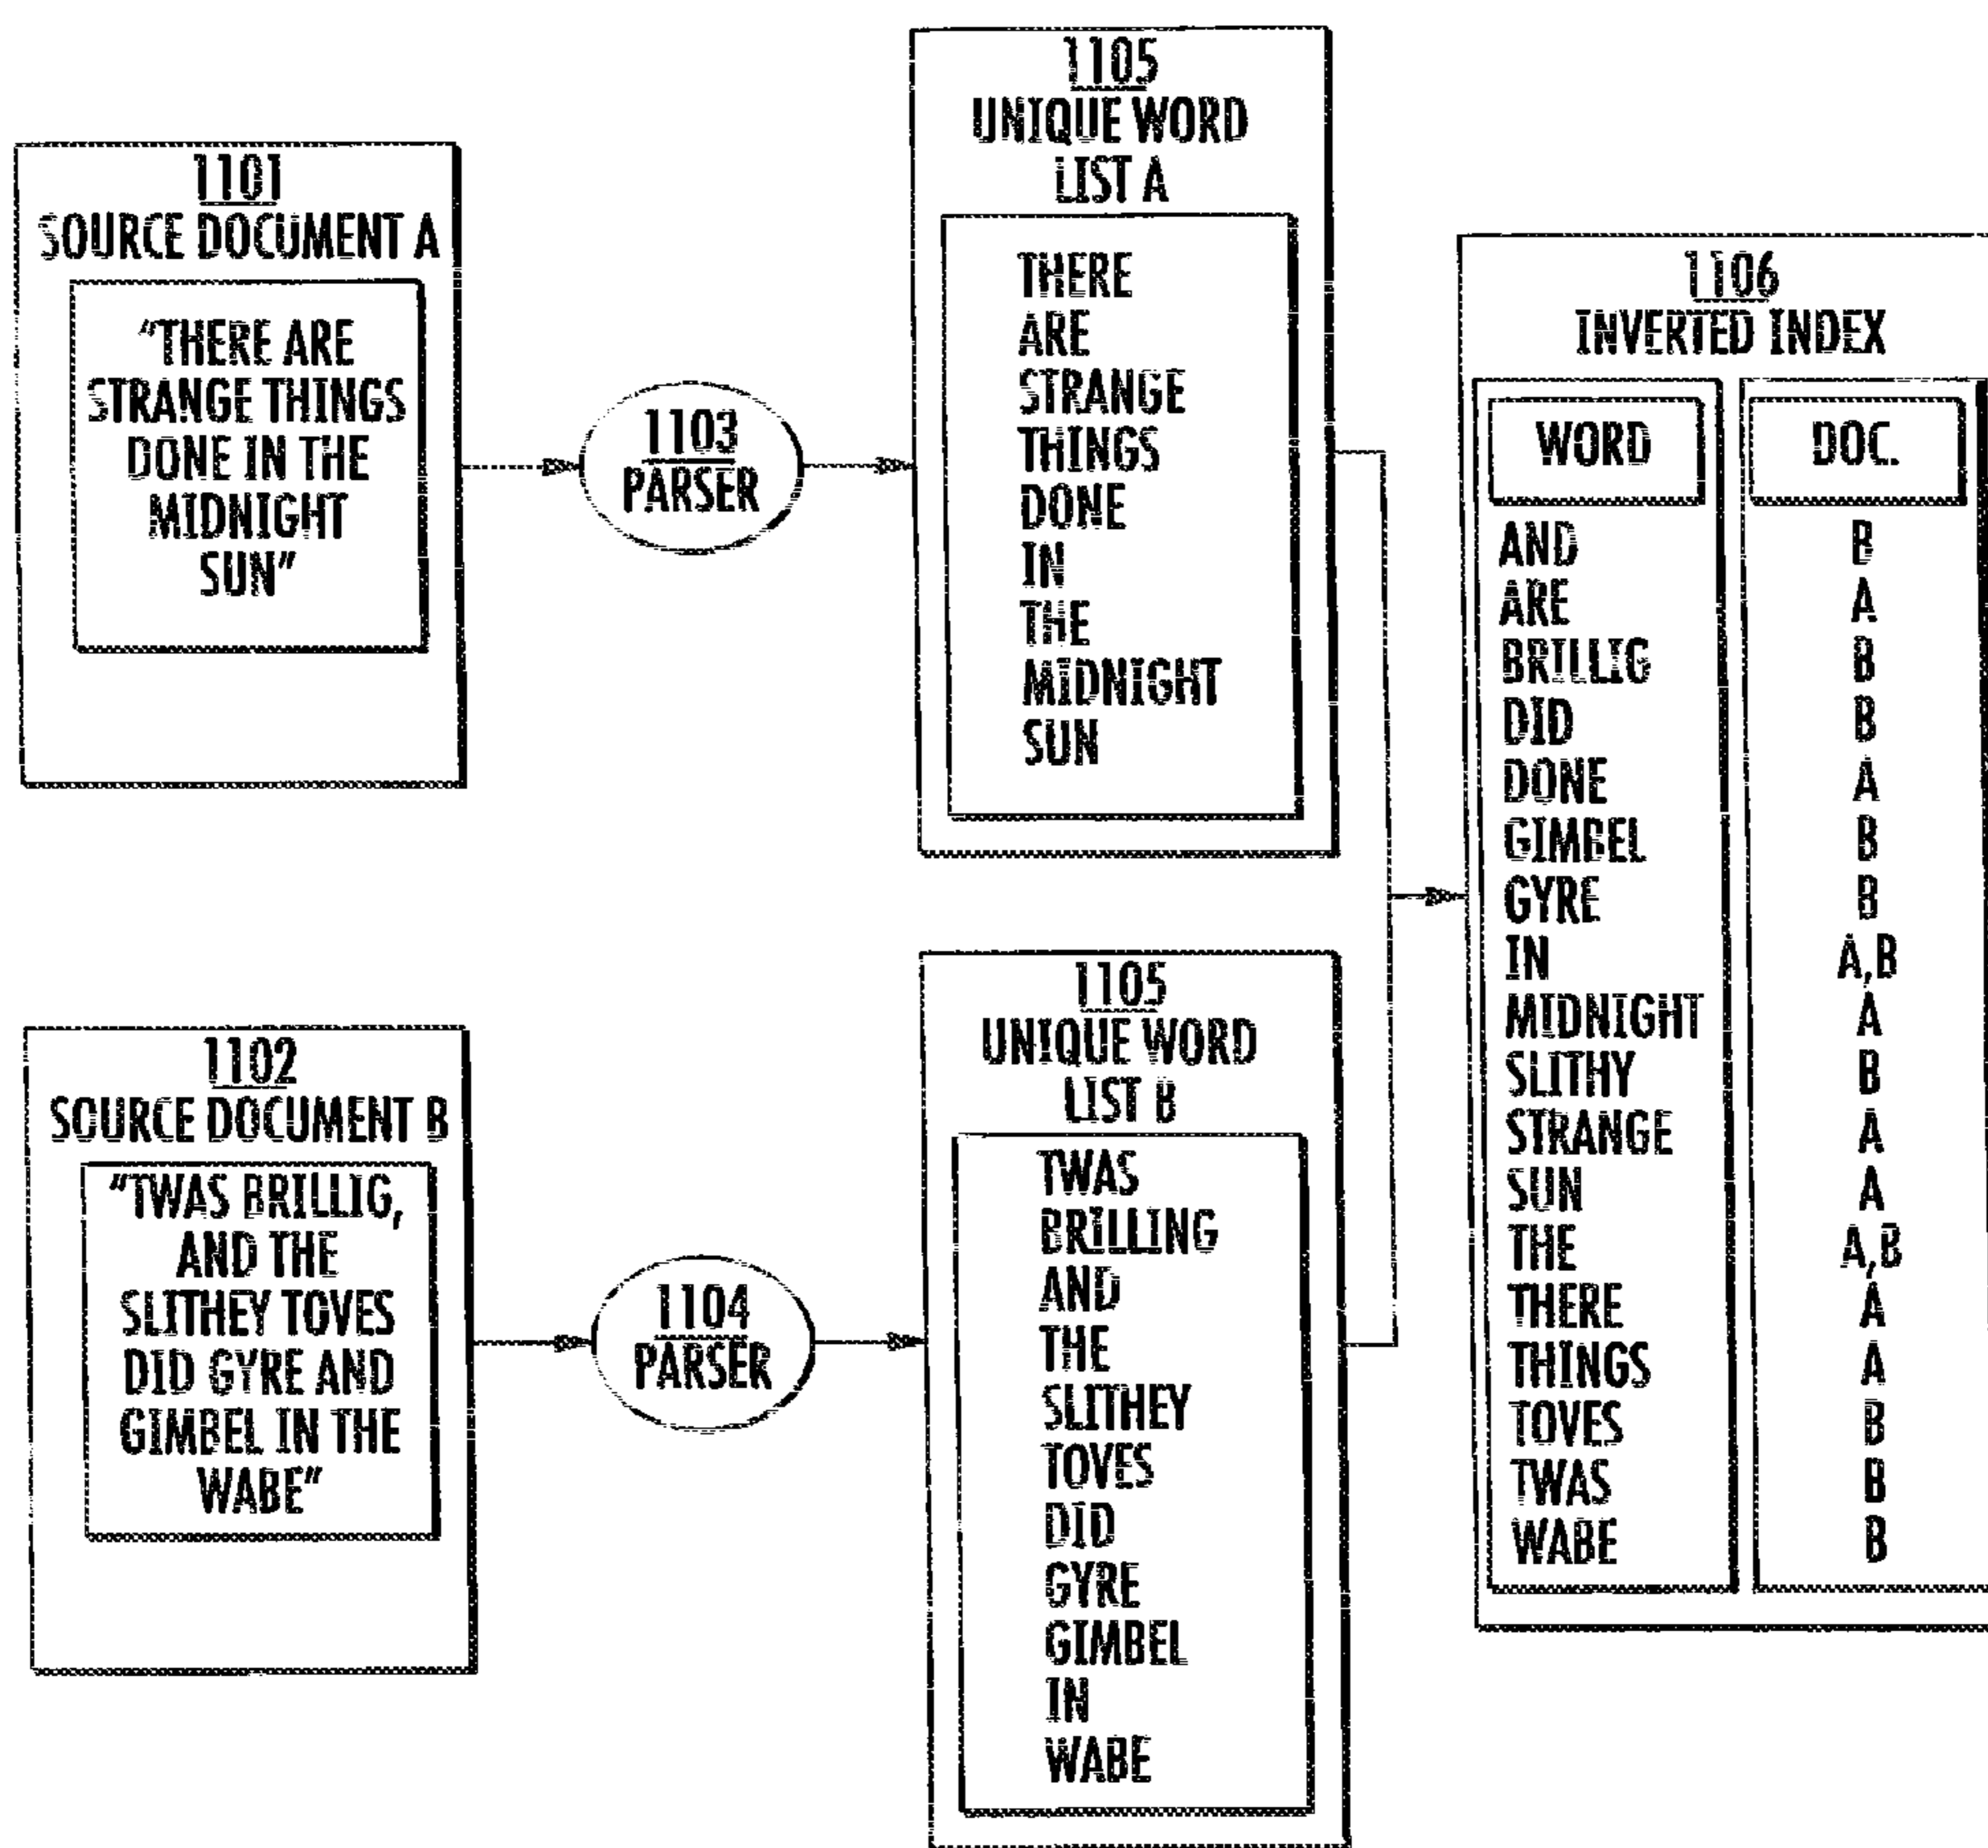 1101
SOURCE DOCUMENT A
"THERE ARE
STRANGE THINGS
DONE IN THE
MIDNIGHT
SUN"
1103
PARSER
1105
UNIQUE WORD
LIST A
THERE
ARE
STRANGE
THINGS
DONE
IN
THE
MIDNIGHT
SUN
1102
SOURCE DOCUMENT B
"TWAS BRILLIG,
AND THE
SLITHEY TOVES
DID GYRE AND
GIMBEL IN THE
WABE"
1104
PARSER
1105
UNIQUE WORD
LIST B
TWAS
BRILLING
AND
THE
SLITHEY
TOVES
DID
GYRE
GIMBEL
IN
WABE
1106
INVERTED INDEX
WORD DOC.
AND B
ARE A
BRILLIG B
DID B
DONE A
GIMBEL B
GYRE B
IN A,B
MIDNIGHT A
SLITHY B
STRANGE A
SUN A
THE A,B
THERE A
THINGS A
TOVES B
TWAS B
WABE B